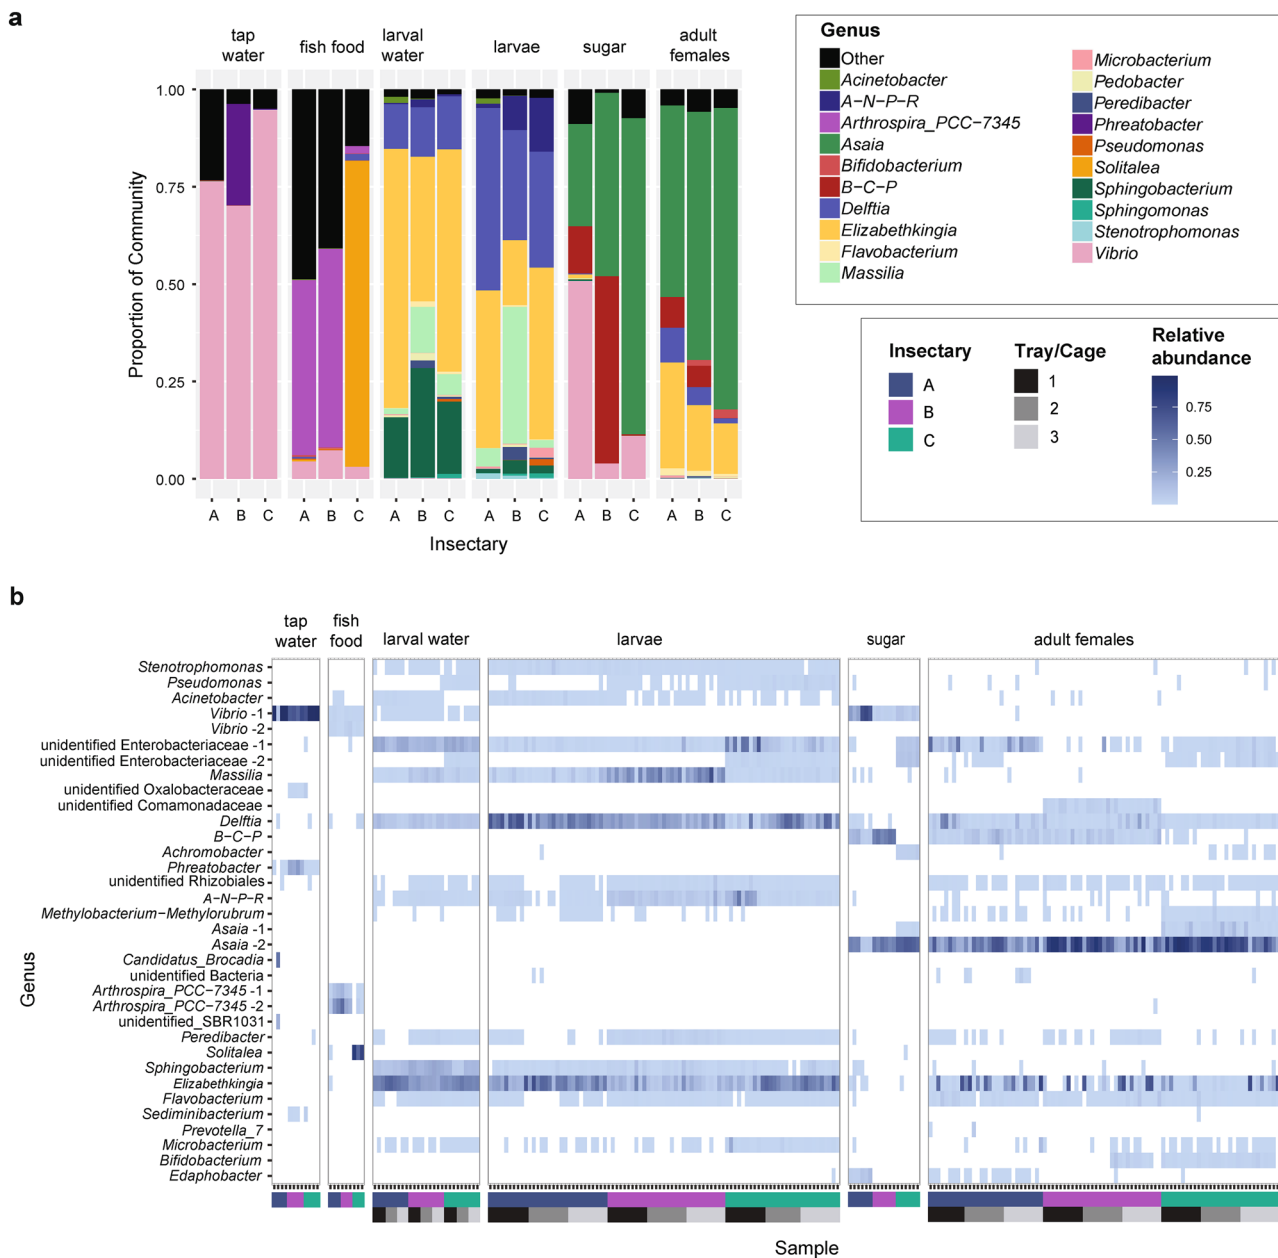 a
tap
water
fish food
larval
water
larvae
sugar
adult
females
1.00
0.75
0.50
0.25
0.00
Proportion of Community
A B C A B C A B C A B C A B C A B C
Insectary
Genus
Other
Acinetobacter
A−N−P−R
Arthrospira_PCC−7345
Asaia
Bifidobacterium
B−C−P
Delftia
Elizabethkingia
Flavobacterium
Massilia
Microbacterium
Pedobacter
Peredibacter
Phreatobacter
Pseudomonas
Solitalea
Sphingobacterium
Sphingomonas
Stenotrophomonas
Vibrio
Insectary
A
B
C
Tray/Cage
1
2
3
Relative
abundance
0.75
0.50
0.25
b
tap
water
fish
food
larval water
larvae
sugar
adult females
Genus
Stenotrophomonas
Pseudomonas
Acinetobacter
Vibrio -1
Vibrio -2
unidentified Enterobacteriaceae -1
unidentified Enterobacteriaceae -2
Massilia
unidentified Oxalobacteraceae
unidentified Comamonadaceae
Delftia
B−C−P
Achromobacter
Phreatobacter
unidentified Rhizobiales
A−N−P−R
Methylobacterium−Methylorubrum
Asaia -1
Asaia -2
Candidatus_Brocadia
unidentified Bacteria
Arthrospira_PCC−7345 -1
Arthrospira_PCC−7345 -2
unidentified_SBR1031
Peredibacter
Solitalea
Sphingobacterium
Elizabethkingia
Flavobacterium
Sediminibacterium
Prevotella_7
Microbacterium
Bifidobacterium
Edaphobacter
Sample